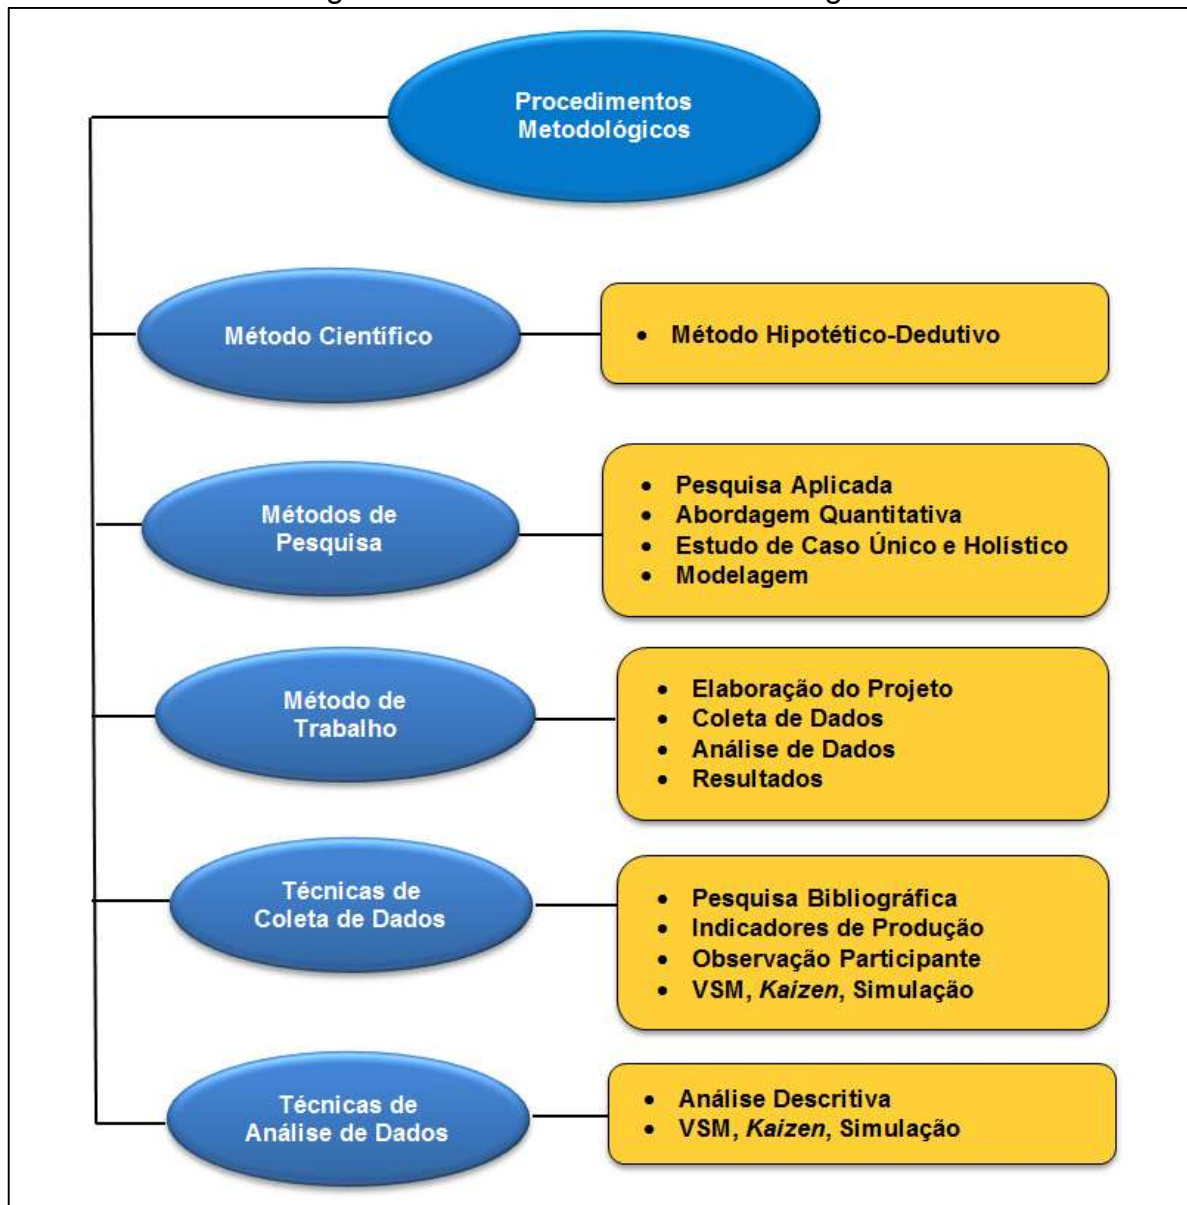 Procedimentos
Metodológicos
Método Científico
• Método Hipotético-Dedutivo
Métodos de
Pesquisa
• Pesquisa Aplicada
• Abordagem Quantitativa
• Estudo de Caso Único e Holístico
• Modelagem
Método de
Trabalho
• Elaboração do Projeto
• Coleta de Dados
• Análise de Dados
• Resultados
Técnicas de
Coleta de Dados
• Pesquisa Bibliográfica
• Indicadores de Produção
• Observação Participante
• VSM, Kaizen, Simulação
Técnicas de
Análise de Dados
• Análise Descritiva
• VSM, Kaizen, Simulação